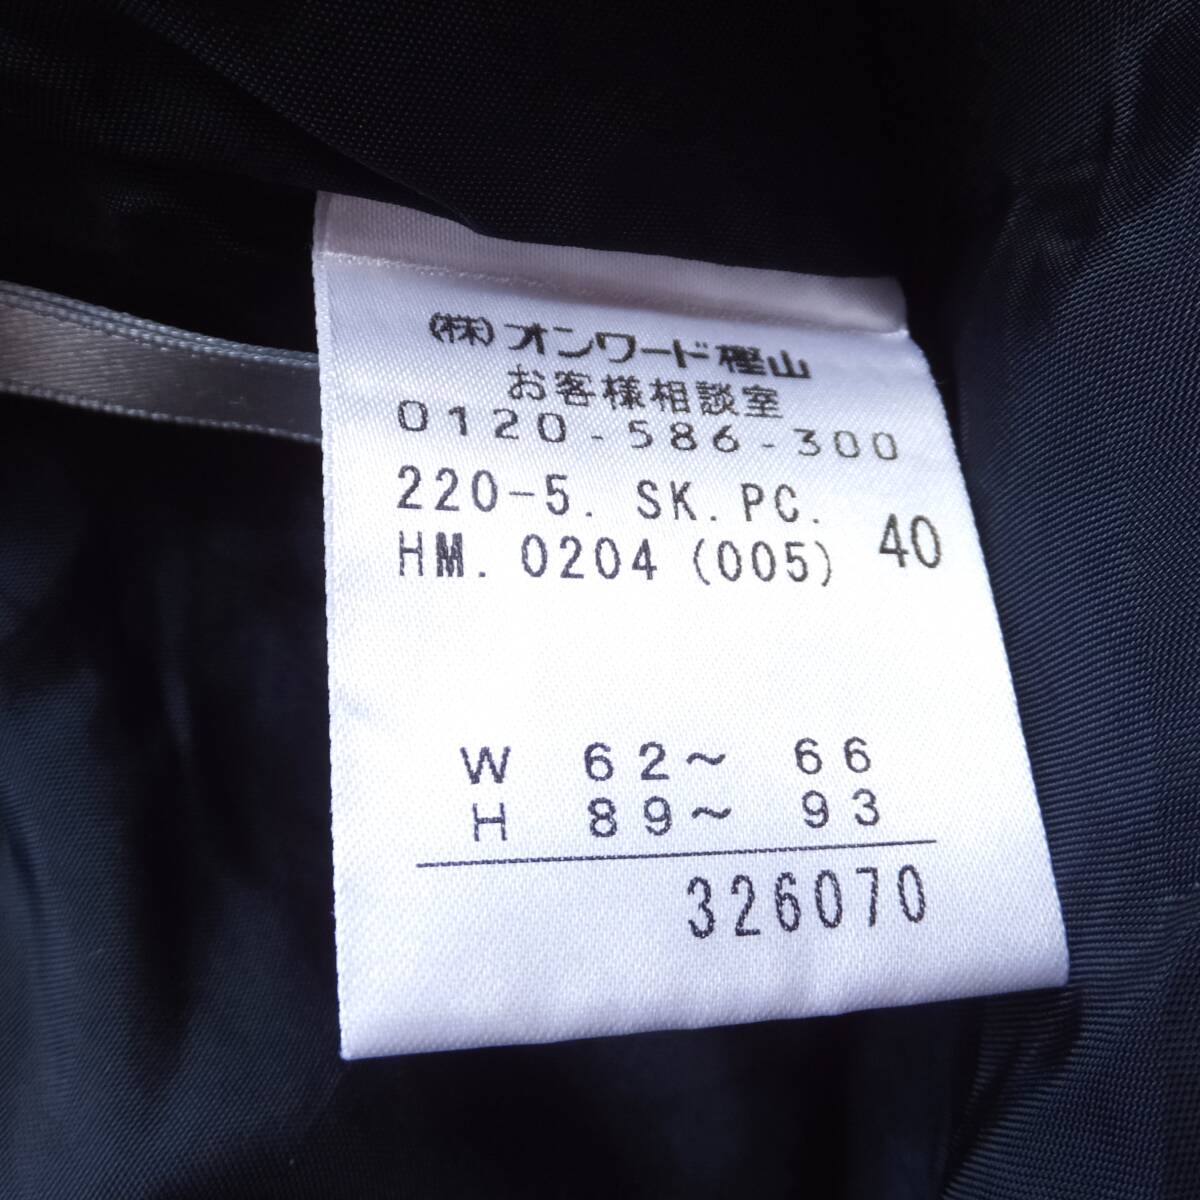 (株)オンワード樫山
お客様相談室
0120-586-300
220-5. SK. PC.
HM. 0204 (005) 40
W 62～ 66
H 89～ 93
326070